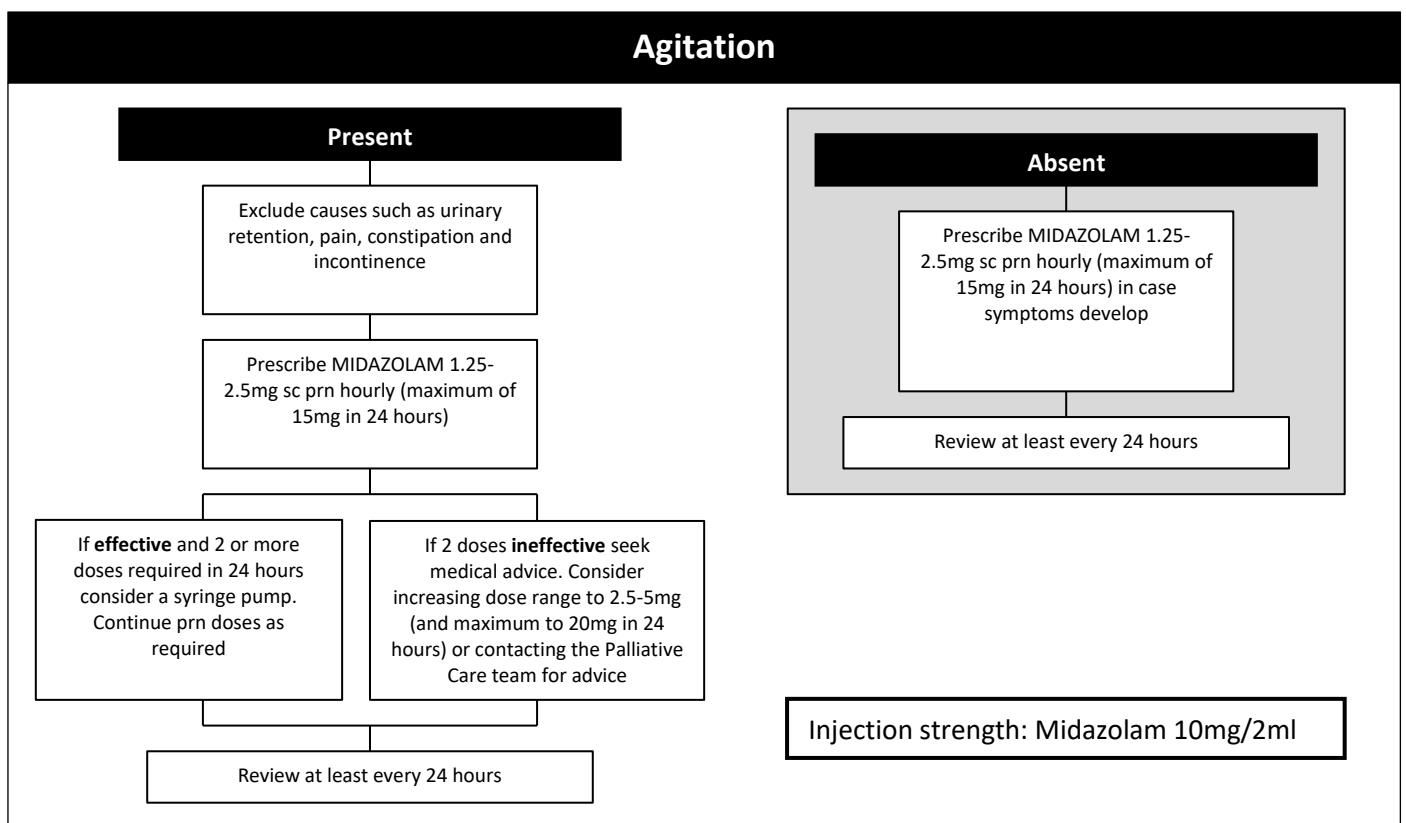 Agitation
Present
Exclude causes such as urinary
retention, pain, constipation and
incontinence
Prescribe MIDAZOLAM 1.25-
2.5mg sc prn hourly (maximum of
15mg in 24 hours)
If effective and 2 or more
doses required in 24 hours
consider a syringe pump.
Continue prn doses as
required
If 2 doses ineffective seek
medical advice. Consider
increasing dose range to 2.5-5mg
(and maximum to 20mg in 24
hours) or contacting the Palliative
Care team for advice
Review at least every 24 hours
Absent
Prescribe MIDAZOLAM 1.25-
2.5mg sc prn hourly (maximum of
15mg in 24 hours) in case
symptoms develop
Review at least every 24 hours
Injection strength: Midazolam 10mg/2ml